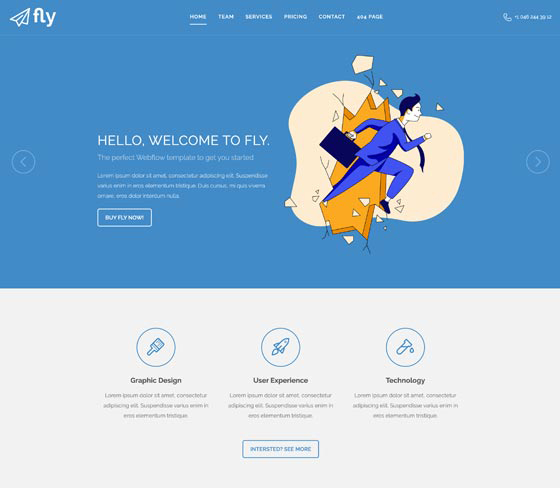 fly
HOME TEAM SERVICES PRICING CONTACT 404 PAGE
+1 046 244 39 12
HELLO, WELCOME TO FLY.
The perfect Webflow template to get you started
Lorem ipsum dolor sit amet, consectetur adipiscing elit. Suspendisse
varius enim in eros elementum tristique. Duis cursus, mi quis viverra
ornare, eros dolor interdum nulla.
BUY FLY NOW!
Graphic Design
Lorem ipsum dolor sit amet, consectetur
adipiscing elit. Suspendisse varius enim in
eros elementum tristique.
User Experience
Lorem ipsum dolor sit amet, consectetur
adipiscing elit. Suspendisse varius enim in
eros elementum tristique.
Technology
Lorem ipsum dolor sit amet, consectetur
adipiscing elit. Suspendisse varius enim in
eros elementum tristique.
INTERSTED? SEE MORE